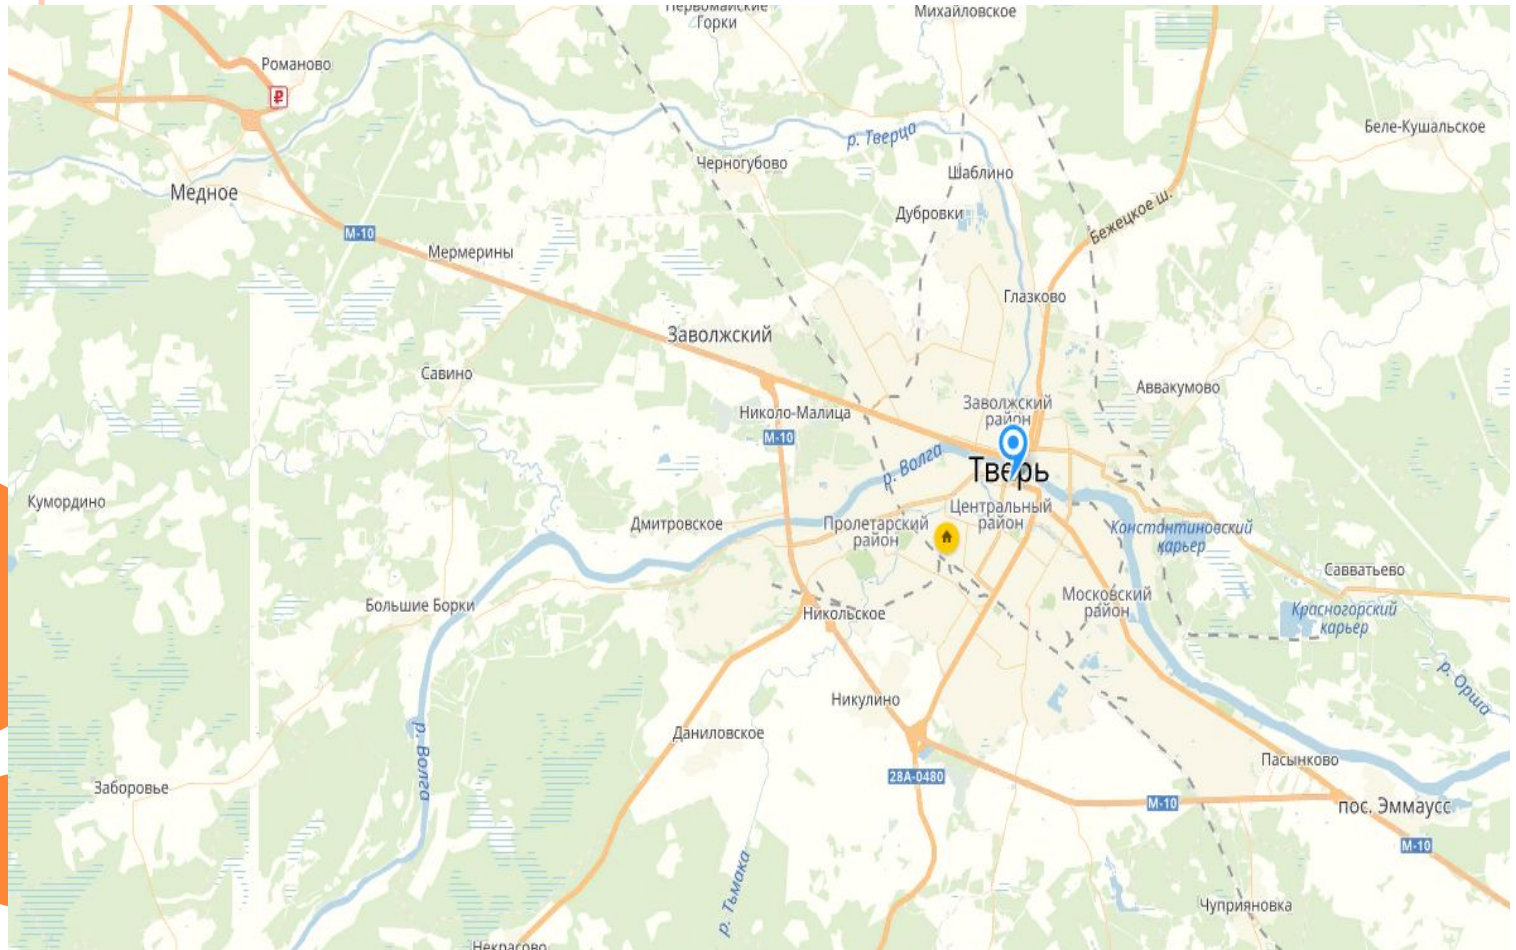 Первомайские
Горки
Михайловское
Романово
₽
р. Тверца
Беле-Кушальское
Черногубово
Шаблино
Медное
Дубровки
Бежецкое ш.
М-10
Мермерины
Глазково
Заволжский
Савино
Аввакумово
Николо-Малица
Заволжский
район
М-10
р. Волга
Тверь
Кумордино
Дмитровское
Пролетарский
район
Центральный
район
Константиновский
карьер
Савватьево
Большие Борки
Никольское
Московский
район
Красногорский
карьер
р. Орша
Никулино
р. Волга
Даниловское
Пасынково
28А-0480
Заборовье
М-10
пос. Эммаусс
М-10
р. Тьмака
Чуприяновка
Некрасово